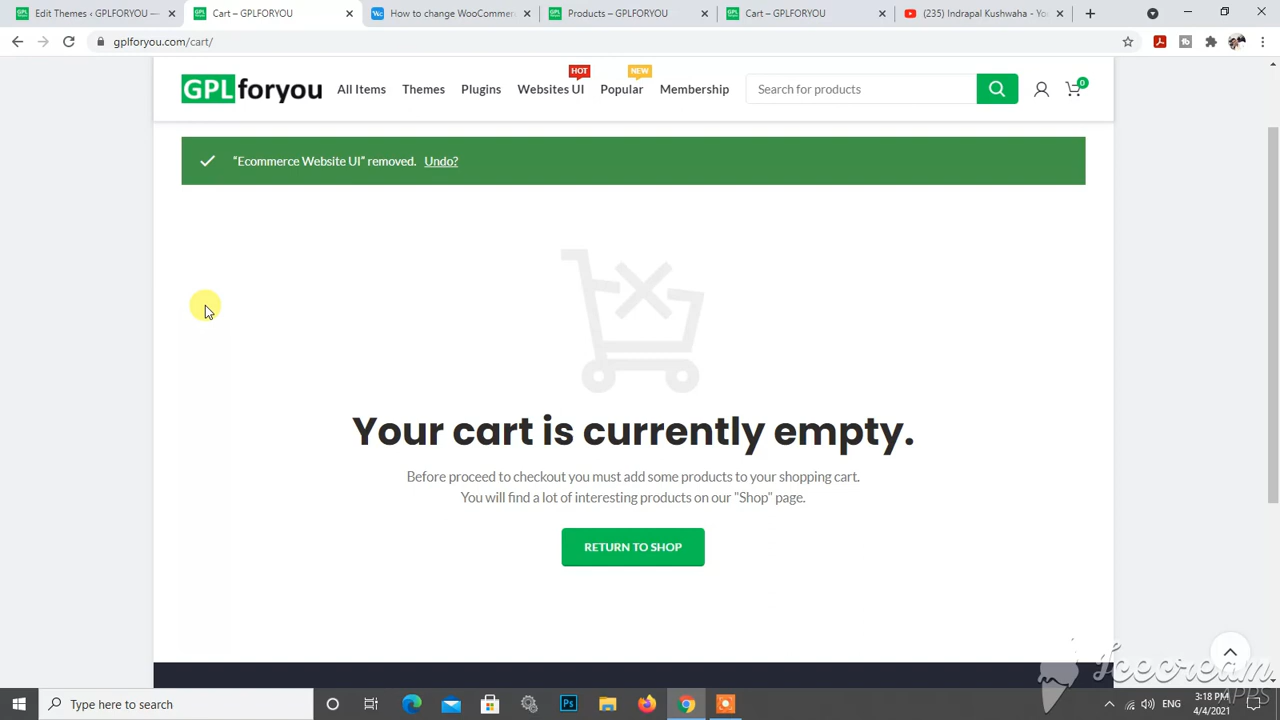 Edit Themes ‹ GPLFORYOU —
Cart – GPLFORYOU
How to change WooCommerc
Products – GPLFORYOU
Cart – GPLFORYOU
(235) Indrapal Kushwaha - Yo
gplforyou.com/cart/
GPLforyou
All Items
Themes
Plugins
HOT
Websites UI
NEW
Popular
Membership
Search for products
0
“Ecommerce Website UI” removed. Undo?
Your cart is currently empty.
Before proceed to checkout you must add some products to your shopping cart.
You will find a lot of interesting products on our "Shop" page.
RETURN TO SHOP
Icecream
APPS
Type here to search
Ps
ENG
3:18 PM
4/4/2021